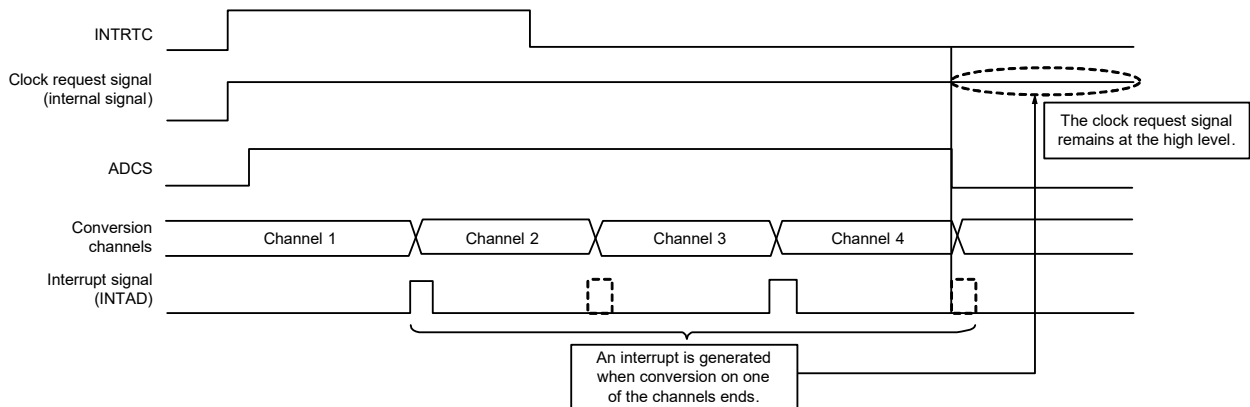 INTRTC
Clock request signal
(internal signal)
The clock request signal
remains at the high level.
ADCS
Conversion
channels
Channel 1
Channel 2
Channel 3
Channel 4
Interrupt signal
(INTAD)
An interrupt is generated
when conversion on one
of the channels ends.